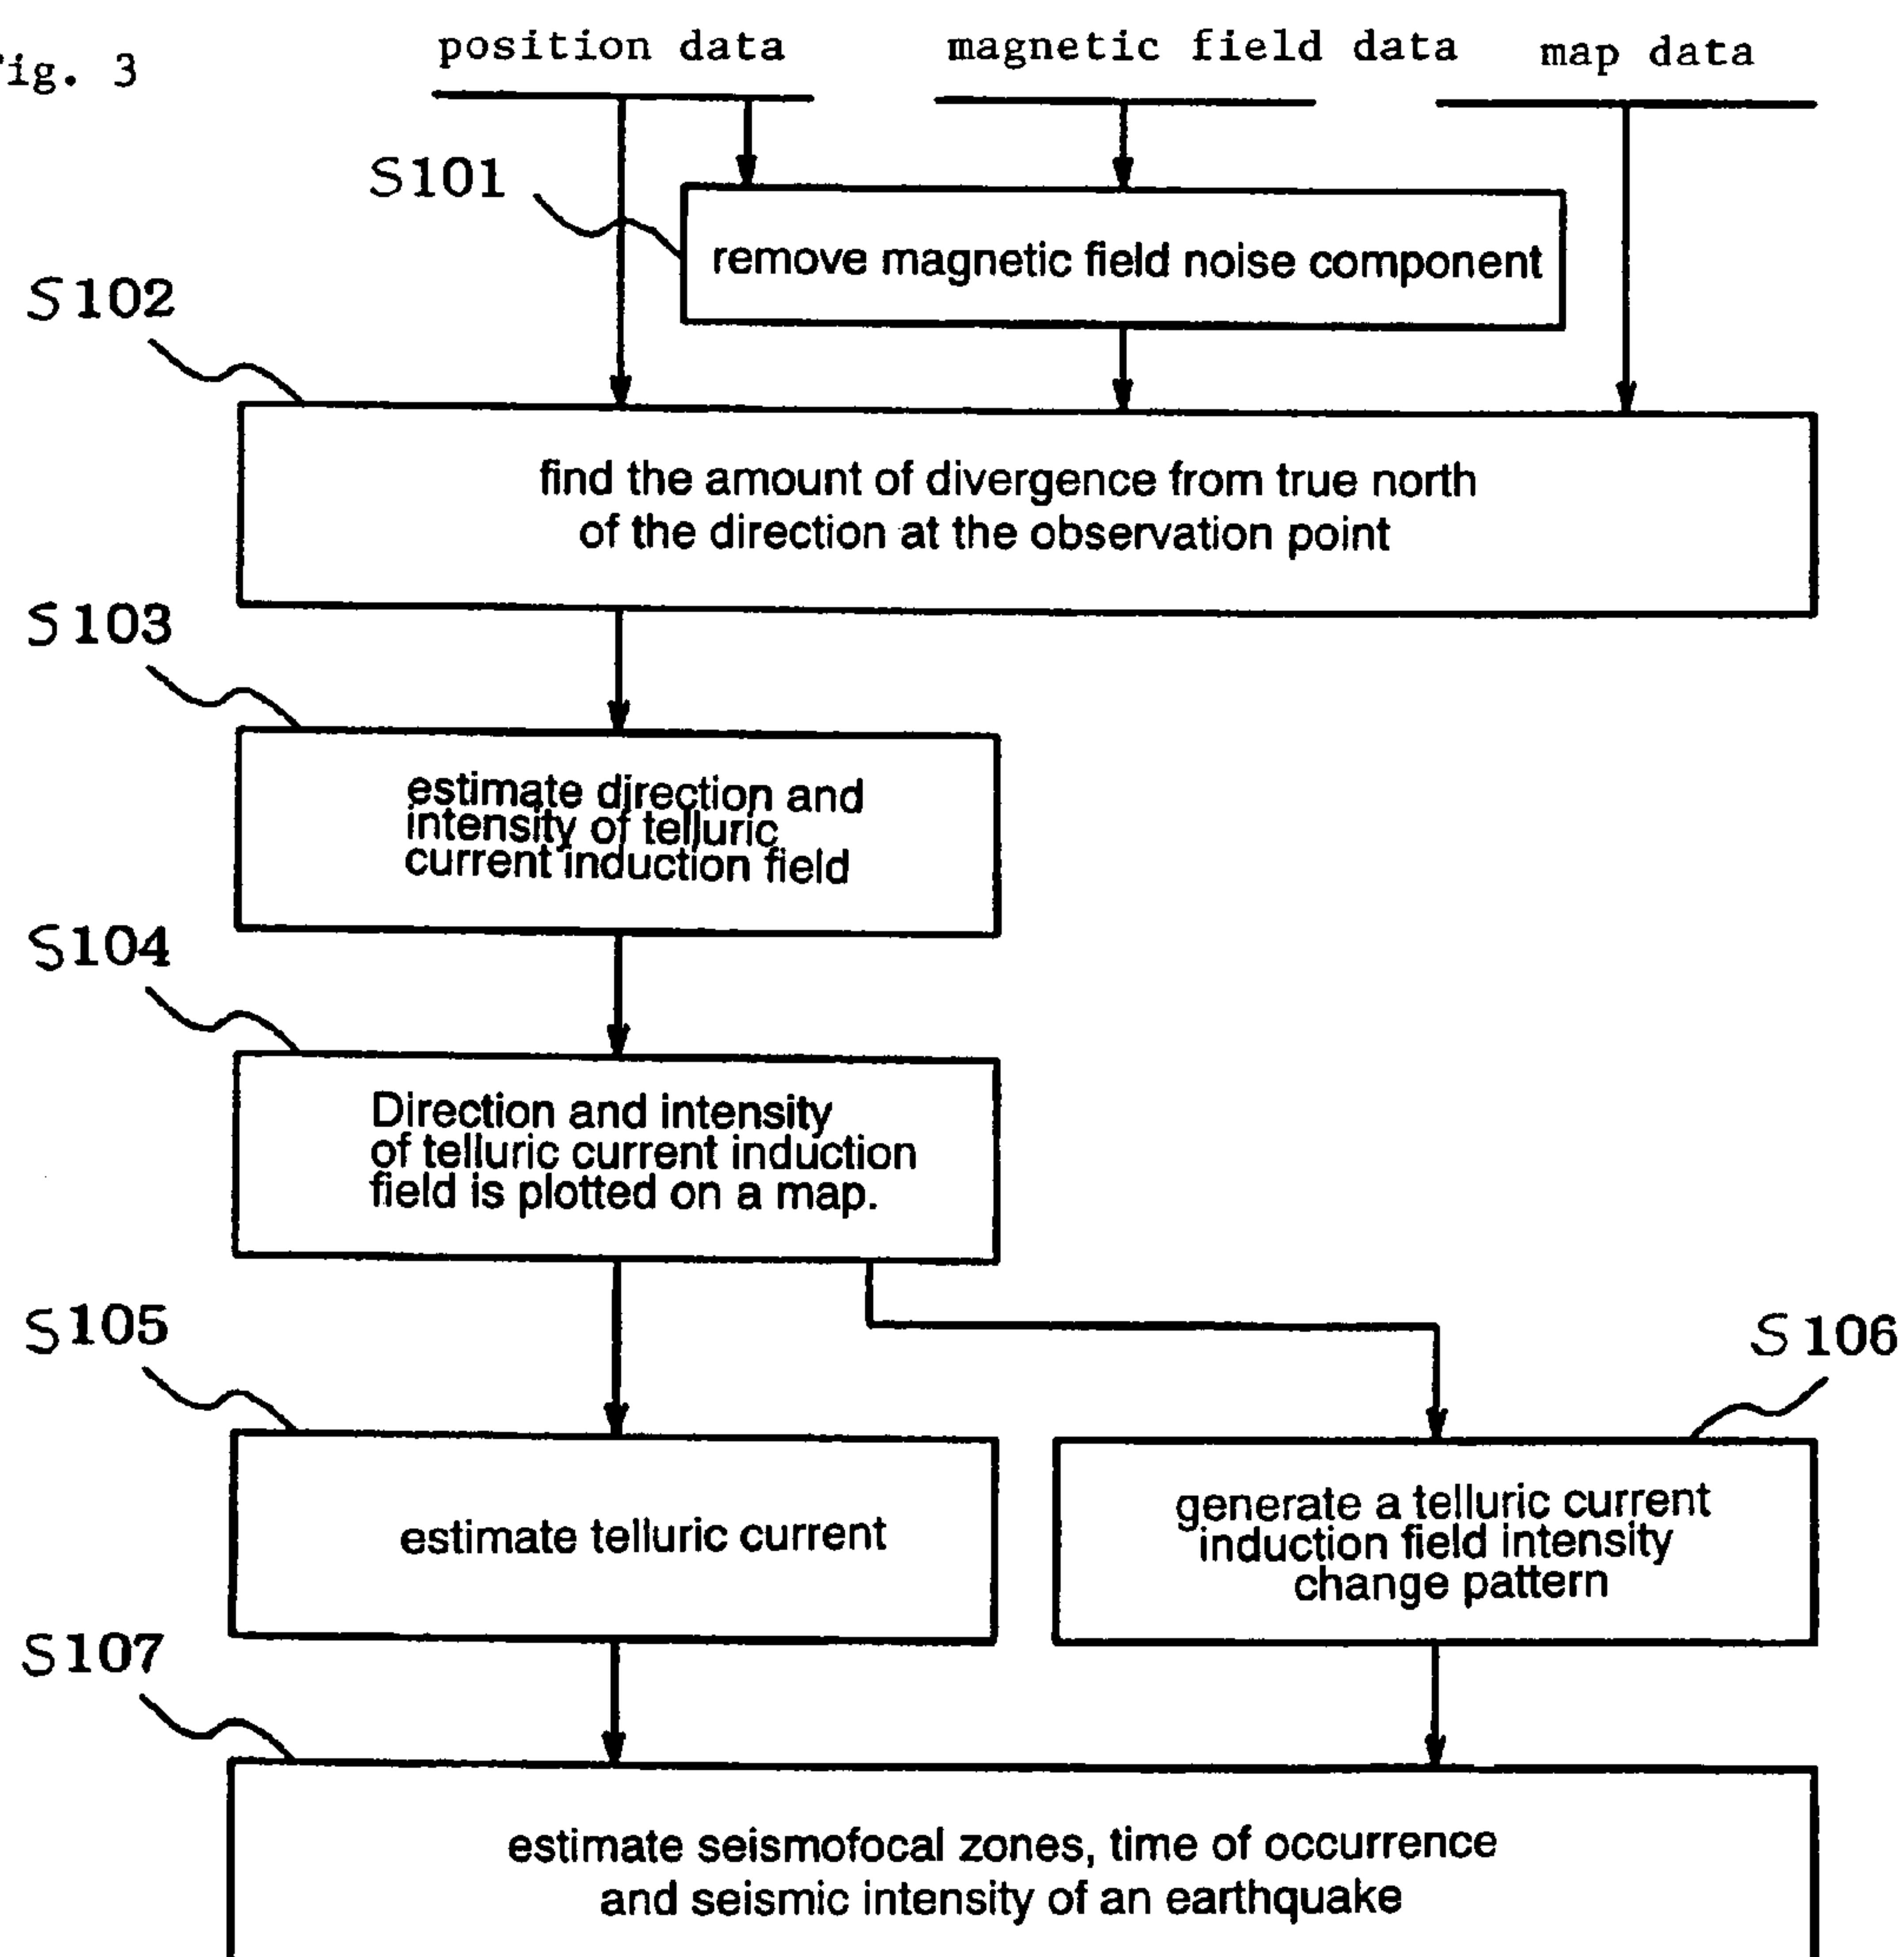 Fig. 3
position data
magnetic field data
map data
S101
remove magnetic field noise component
S102
find the amount of divergence from true north
of the direction at the observation point
S103
estimate direction and
intensity of telluric
current induction field
S104
Direction and intensity
of telluric current induction
field is plotted on a map.
S105
S106
estimate telluric current
generate a telluric current
induction field intensity
change pattern
S107
estimate seismofocal zones, time of occurrence
and seismic intensity of an earthquake